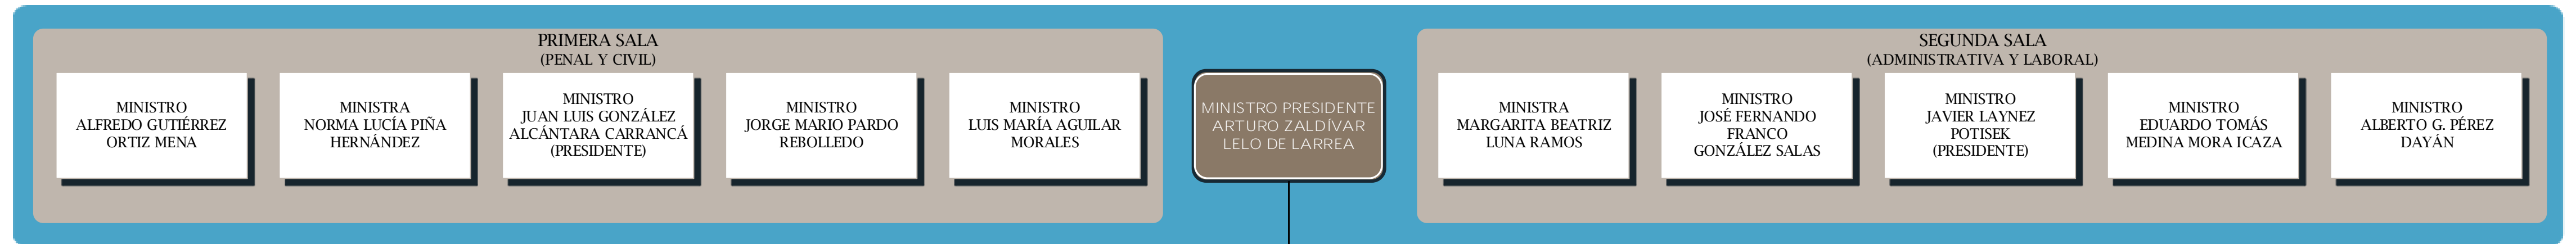 PRIMERA SALA
(PENAL Y CIVIL)
MINISTRO
ALFREDO GUTIÉRREZ
ORTIZ MENA
MINISTRA
NORMA LUCÍA PIÑA
HERNÁNDEZ
MINISTRO
JUAN LUIS GONZÁLEZ
ALCÁNTARA CARRANCÁ
(PRESIDENTE)
MINISTRO
JORGE MARIO PARDO
REBOLLEDO
MINISTRO
LUIS MARÍA AGUILAR
MORALES
MINISTRO PRESIDENTE
ARTURO ZALDÍVAR
LELO DE LARREA
SEGUNDA SALA
(ADMINISTRATIVA Y LABORAL)
MINISTRA
MARGARITA BEATRIZ
LUNA RAMOS
MINISTRO
JOSÉ FERNANDO
FRANCO
GONZÁLEZ SALAS
MINISTRO
JAVIER LAYNEZ
POTISEK
(PRESIDENTE)
MINISTRO
EDUARDO TOMÁS
MEDINA MORA ICAZA
MINISTRO
ALBERTO G. PÉREZ
DAYÁN